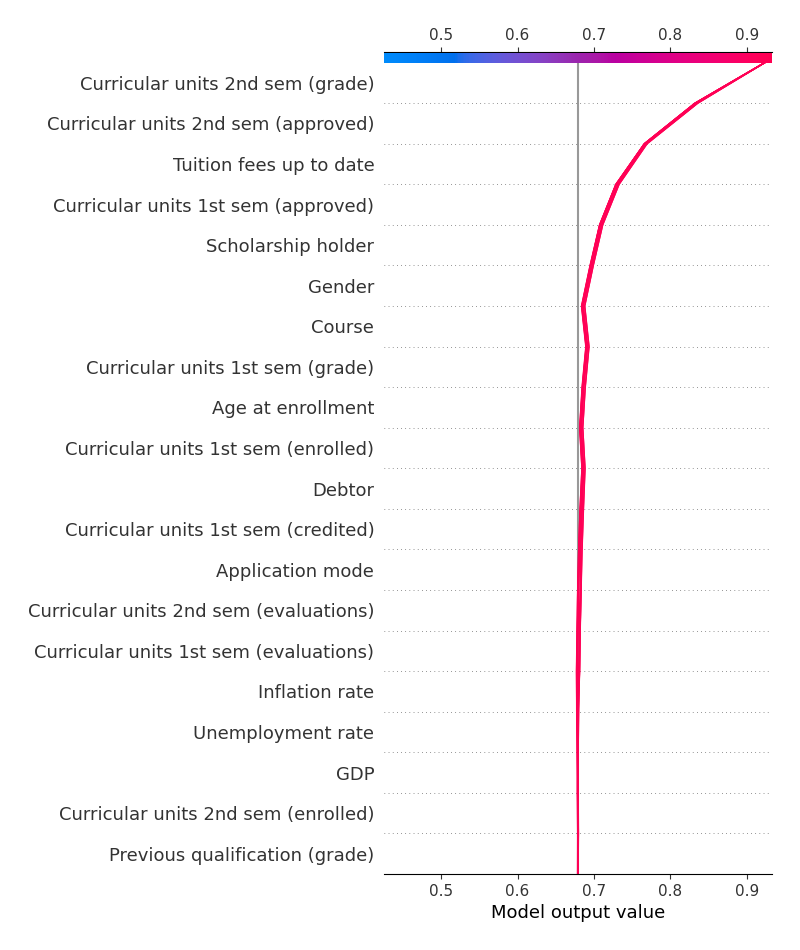 0.5 0.6 0.7 0.8 0.9
Curricular units 2nd sem (grade)
Curricular units 2nd sem (approved)
Tuition fees up to date
Curricular units 1st sem (approved)
Scholarship holder
Gender
Course
Curricular units 1st sem (grade)
Age at enrollment
Curricular units 1st sem (enrolled)
Debtor
Curricular units 1st sem (credited)
Application mode
Curricular units 2nd sem (evaluations)
Curricular units 1st sem (evaluations)
Inflation rate
Unemployment rate
GDP
Curricular units 2nd sem (enrolled)
Previous qualification (grade)
0.5 0.6 0.7 0.8 0.9
Model output value